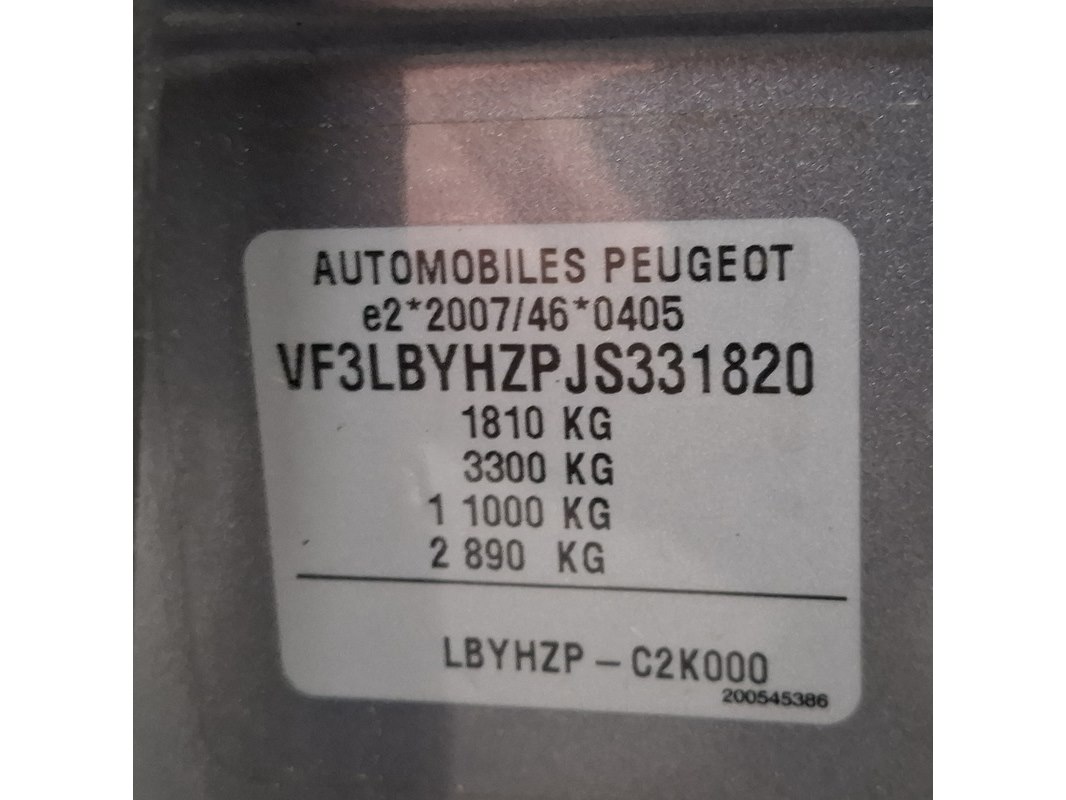 AUTOMOBILES PEUGEOT
e2*2007/46*0405
VF3LBYHZPJS331820
1810 KG
3300 KG
1 1000 KG
2 890 KG
LBYHZP – C2K000
200545386